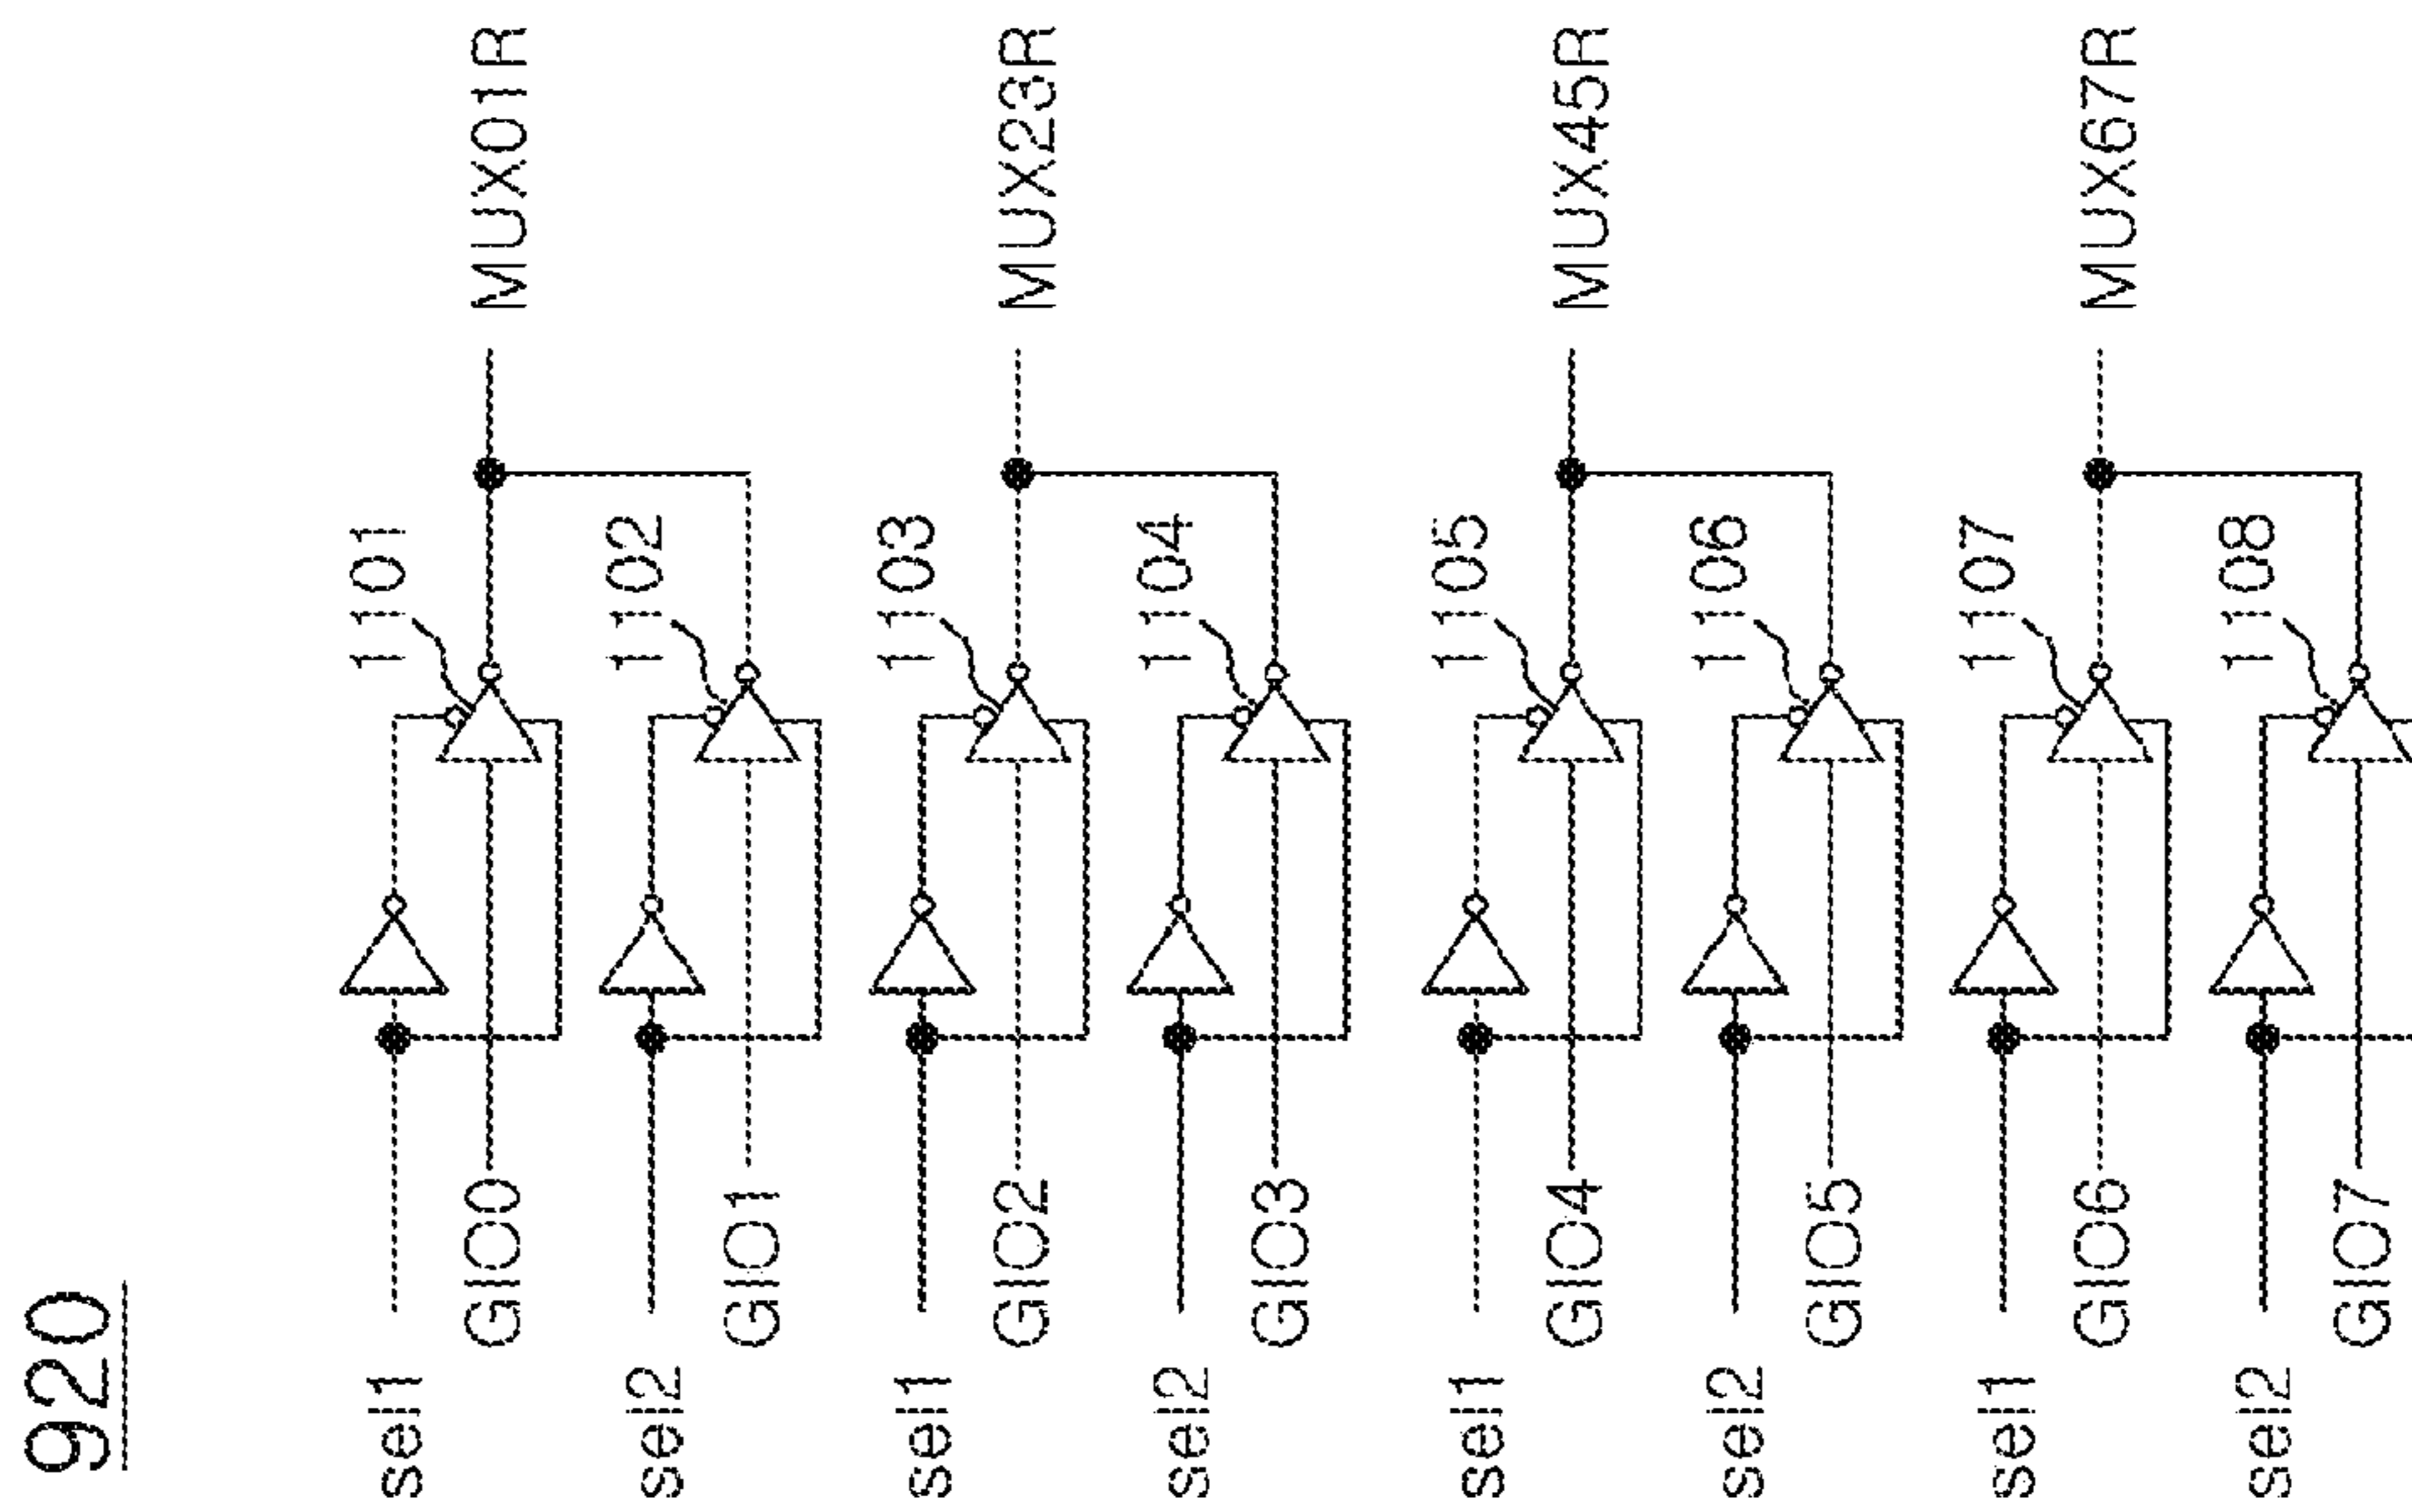 920
sel1
GIO0
1101
MUX01R
sel2
GIO1
1102
sel1
GIO2
1103
MUX23R
sel2
GIO3
1104
sel1
GIO4
1105
MUX45R
sel2
GIO5
1106
sel1
GIO6
1107
MUX67R
sel2
GIO7
1108